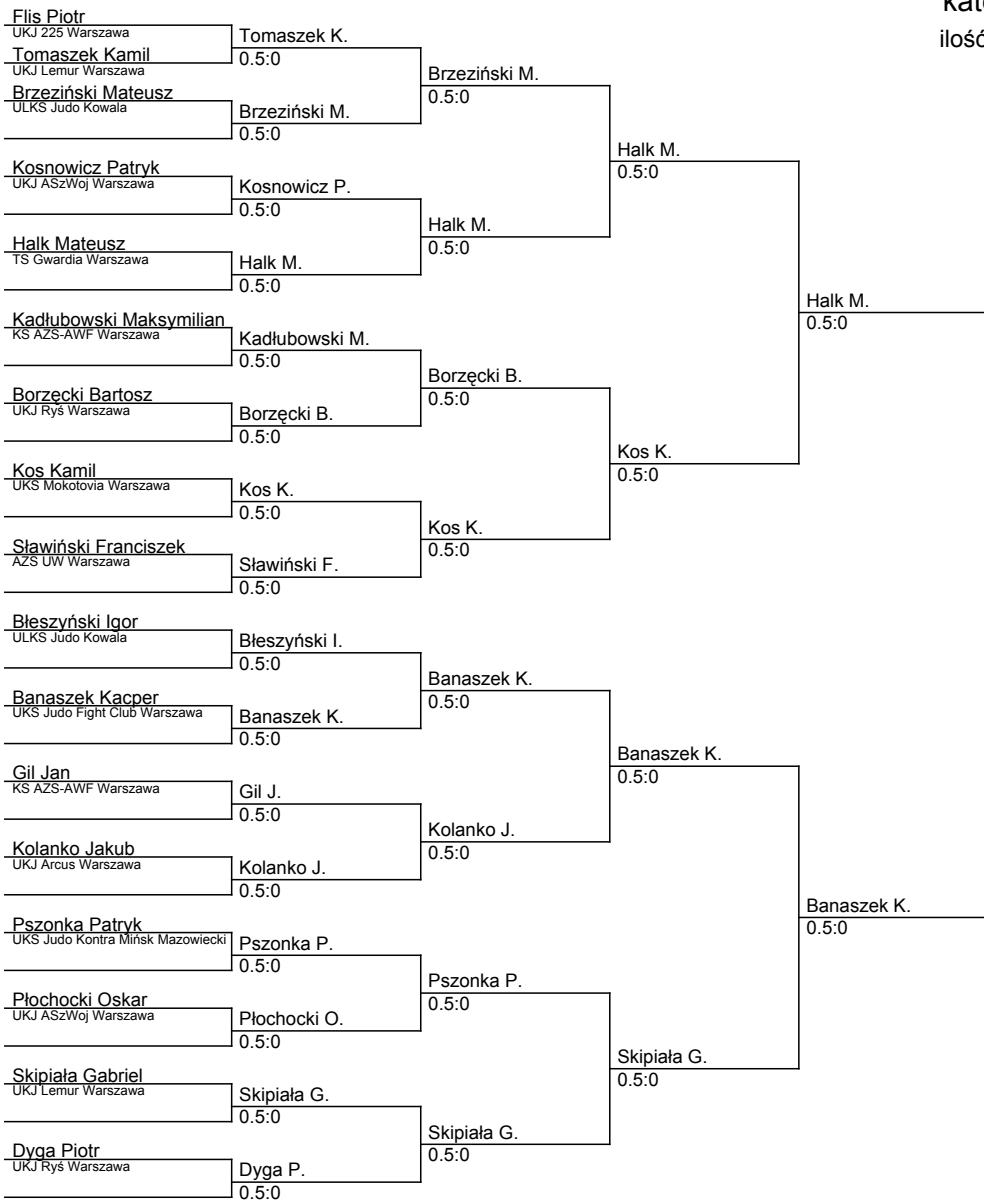 Flis Piotr
UKJ 225 Warszawa
Tomaszek Kamil
UKJ Lemur Warszawa
Brzeziński Mateusz
ULKS Judo Kowala
Kosnowicz Patryk
UKJ ASzWoj Warszawa
Halk Mateusz
TS Gwardia Warszawa
Kadłubowski Maksymilian
KS AZS-AWF Warszawa
Borzęcki Bartosz
UKJ Ryś Warszawa
Kos Kamil
UKS Mokotovia Warszawa
Sławiński Franciszek
AZS UW Warszawa
Błeszyński Igor
ULKS Judo Kowala
Banaszek Kacper
UKS Judo Fight Club Warszawa
Gil Jan
KS AZS-AWF Warszawa
Kolanko Jakub
UKJ Arcus Warszawa
Pszonka Patryk
UKS Judo Kontra Mińsk Mazowiecki
Płochocki Oskar
UKJ ASzWoj Warszawa
Skipiała Gabriel
UKJ Lemur Warszawa
Dyga Piotr
UKJ Ryś Warszawa
Tomaszek K.
0.5:0
Brzeziński M.
0.5:0
Kosnowicz P.
0.5:0
Halk M.
0.5:0
Kadłubowski M.
0.5:0
Borzęcki B.
0.5:0
Kos K.
0.5:0
Sławiński F.
0.5:0
Błeszyński I.
0.5:0
Banaszek K.
0.5:0
Gil J.
0.5:0
Kolanko J.
0.5:0
Pszonka P.
0.5:0
Płochocki O.
0.5:0
Skipiała G.
0.5:0
Dyga P.
0.5:0
Brzeziński M.
0.5:0
Halk M.
0.5:0
Borzęcki B.
0.5:0
Kos K.
0.5:0
Banaszek K.
0.5:0
Kolanko J.
0.5:0
Pszonka P.
0.5:0
Skipiała G.
0.5:0
Halk M.
0.5:0
Kos K.
0.5:0
Banaszek K.
0.5:0
Skipiała G.
0.5:0
Halk M.
0.5:0
Banaszek K.
0.5:0
ilość